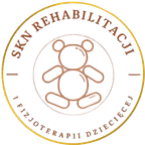 SKN REHABILITACJI
I FIZJOTERAPII DZIECIĘCEJ